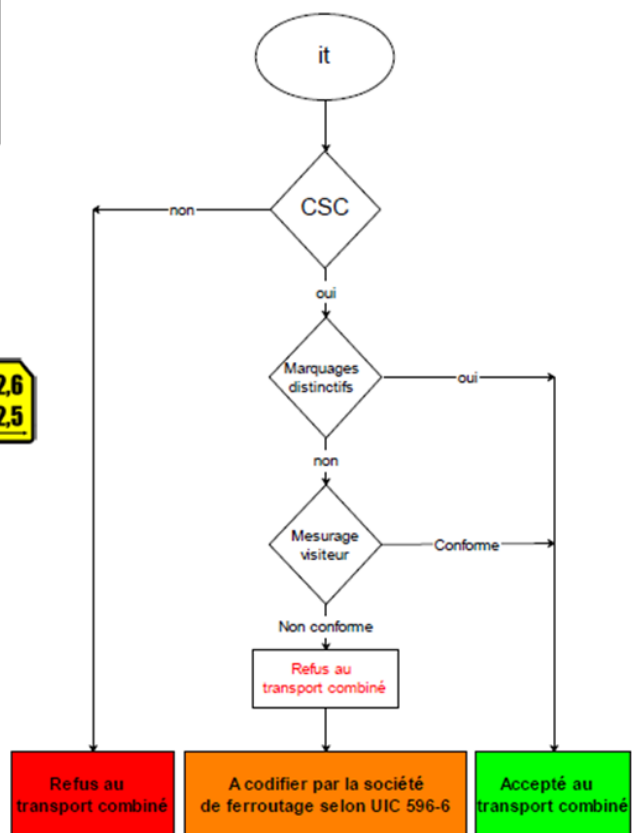 it
CSC
non
oui
2,6
2,5
Marquages
distinctifs
oui
non
Mesurage
visiteur
Conforme
Non conforme
Refus au
transport combiné
Refus au
transport combiné
A codifier par la société
de ferroutage selon UIC 596-6
Accepté au
transport combiné